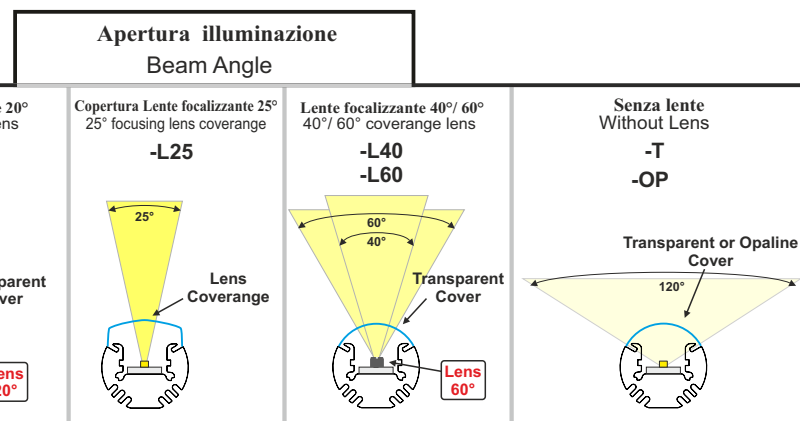 Apertura illuminazione
Beam Angle
20°
Copertura Lente focalizzante 25°
25° focusing lens coverange
-L25
25°
Lens
Coverange
Lente focalizzante 40°/ 60°
40°/ 60° coverange lens
-L40
-L60
60°
40°
Transparent
Cover
Lens
60°
Senza lente
Without Lens
-T
-OP
Transparent or Opaline
Cover
120°